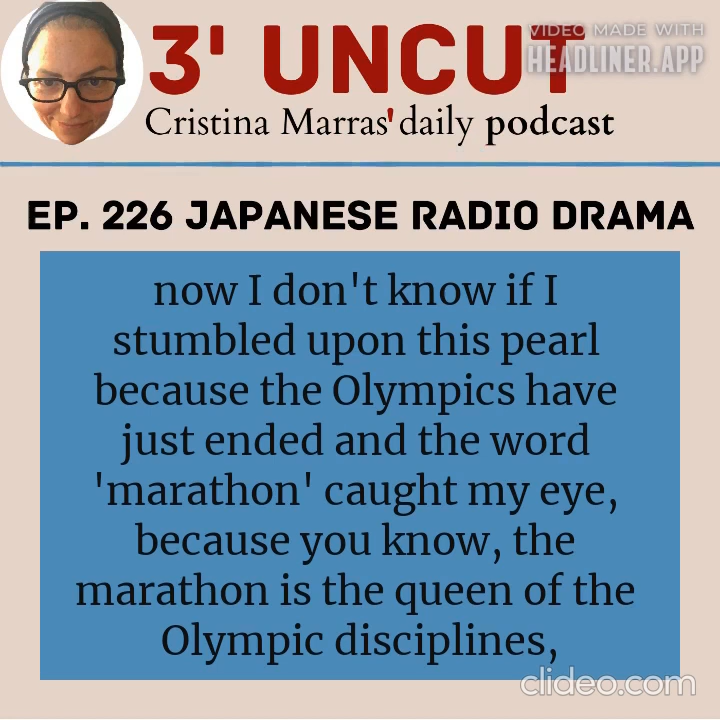 3' UNCUT
VIDEO MADE WITH
HEADLINER.APP
Cristina Marras' daily podcast
EP. 226 JAPANESE RADIO DRAMA
now I don't know if I
stumbled upon this pearl
because the Olympics have
just ended and the word
'marathon' caught my eye,
because you know, the
marathon is the queen of the
Olympic disciplines,
clideo.com